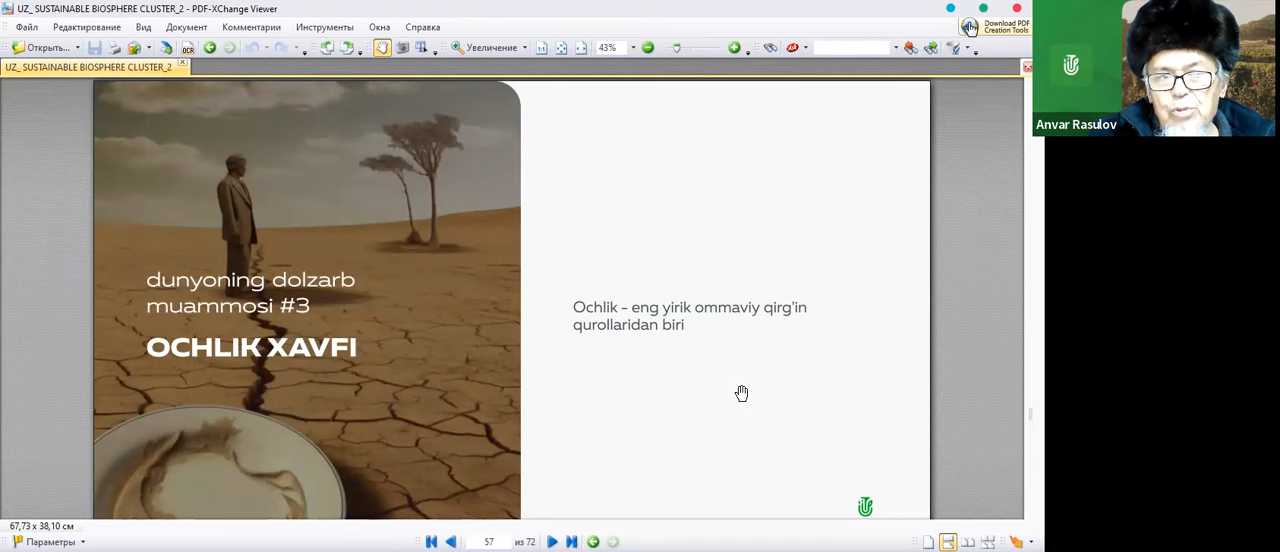 UZ_ SUSTAINABLE BIOSPHERE CLUSTER_2 - PDF-XChange Viewer
Файл Редактирование Вид Документ Комментарии Инструменты Окна Справка
Download PDF
Creation Tools
Открыть... OCR Увеличение 43%
UZ_ SUSTAINABLE BIOSPHERE CLUSTER_2
Anvar Rasulov
dunyoning dolzarb
muammosi #3
OCHLIK XAVFI
Ochlik - eng yirik ommaviy qirg'in
qurollaridan biri
67,73 x 38,10 см
Параметры 57 из 72